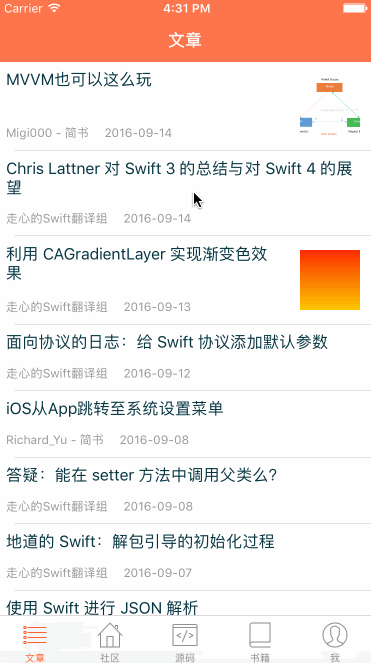 Carrier 4:31 PM
文章
MVVM也可以这么玩
Migi000 - 简书 2016-09-14
Chris Lattner 对 Swift 3 的总结与对 Swift 4 的展
望
走心的Swift翻译组 2016-09-14
利用 CAGradientLayer 实现渐变色效
果
走心的Swift翻译组 2016-09-13
面向协议的日志：给 Swift 协议添加默认参数
走心的Swift翻译组 2016-09-12
iOS从App跳转至系统设置菜单
Richard_Yu - 简书 2016-09-08
答疑：能在 setter 方法中调用父类么?
走心的Swift翻译组 2016-09-08
地道的 Swift：解包引导的初始化过程
走心的Swift翻译组 2016-09-07
使用 Swift 进行 JSON 解析
文章 社区 源码 书籍 我